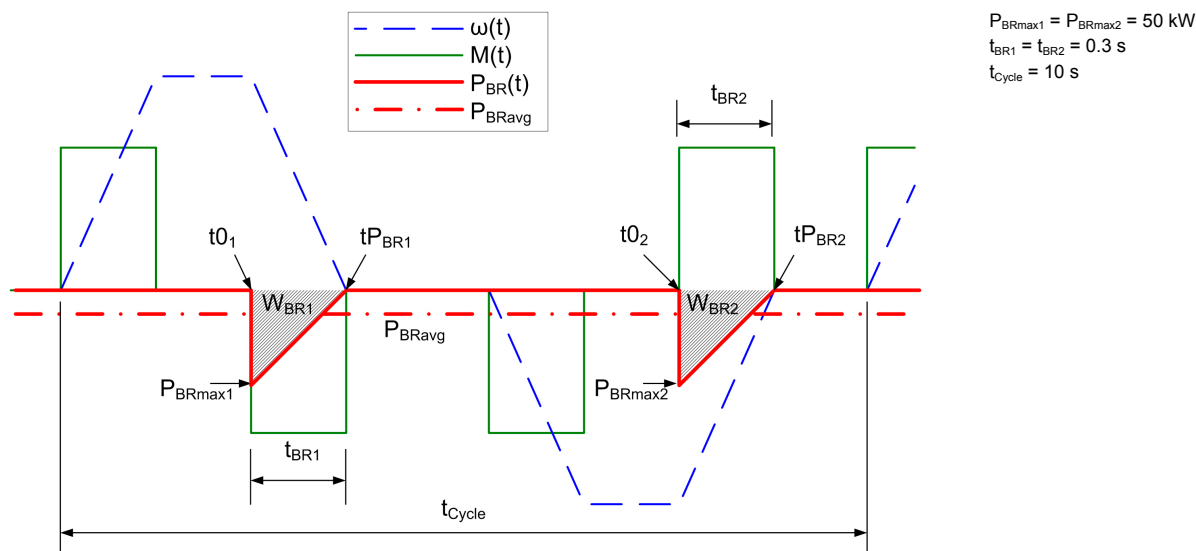 ω(t)
M(t)
P_BR(t)
P_BRavg
P_BRmax1 = P_BRmax2 = 50 kW
t_BR1 = t_BR2 = 0.3 s
t_Cycle = 10 s
t_BR2
t0_1
tP_BR1
t0_2
tP_BR2
W_BR1
W_BR2
P_BRavg
P_BRmax1
P_BRmax2
t_BR1
t_Cycle